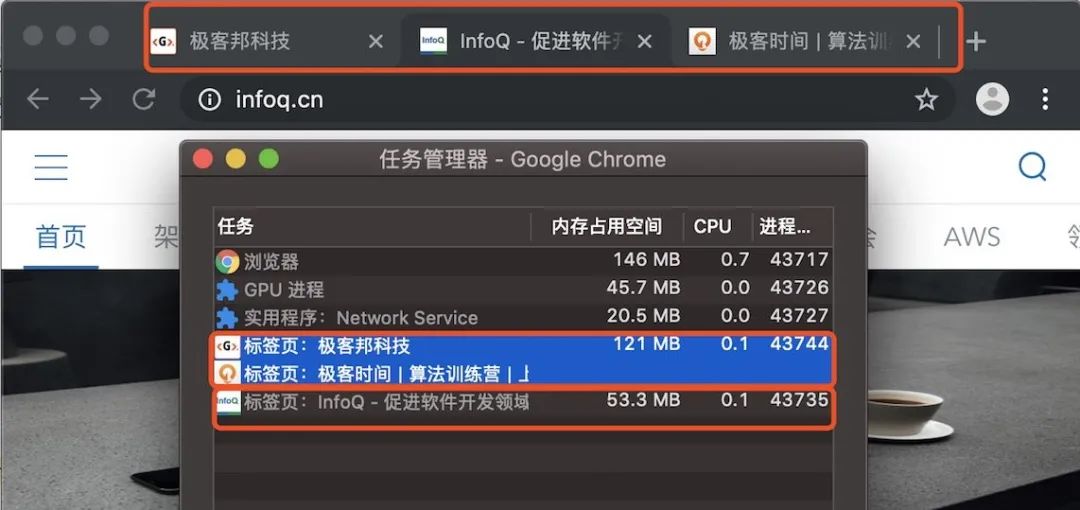 <G>. 极客邦科技 InfoQ InfoQ - 促进软件开 极客时间 | 算法训
infoq.cn
任务管理器 - Google Chrome
首页 架 AWS
任务 内存占用空间 CPU 进程...
浏览器 146 MB 0.7 43717
GPU 进程 45.7 MB 0.0 43726
实用程序: Network Service 20.5 MB 0.0 43727
<G>. 标签页: 极客邦科技 121 MB 0.1 43744
标签页: 极客时间 | 算法训练营 | 上
InfoQ 标签页: InfoQ - 促进软件开发领域 53.3 MB 0.1 43735